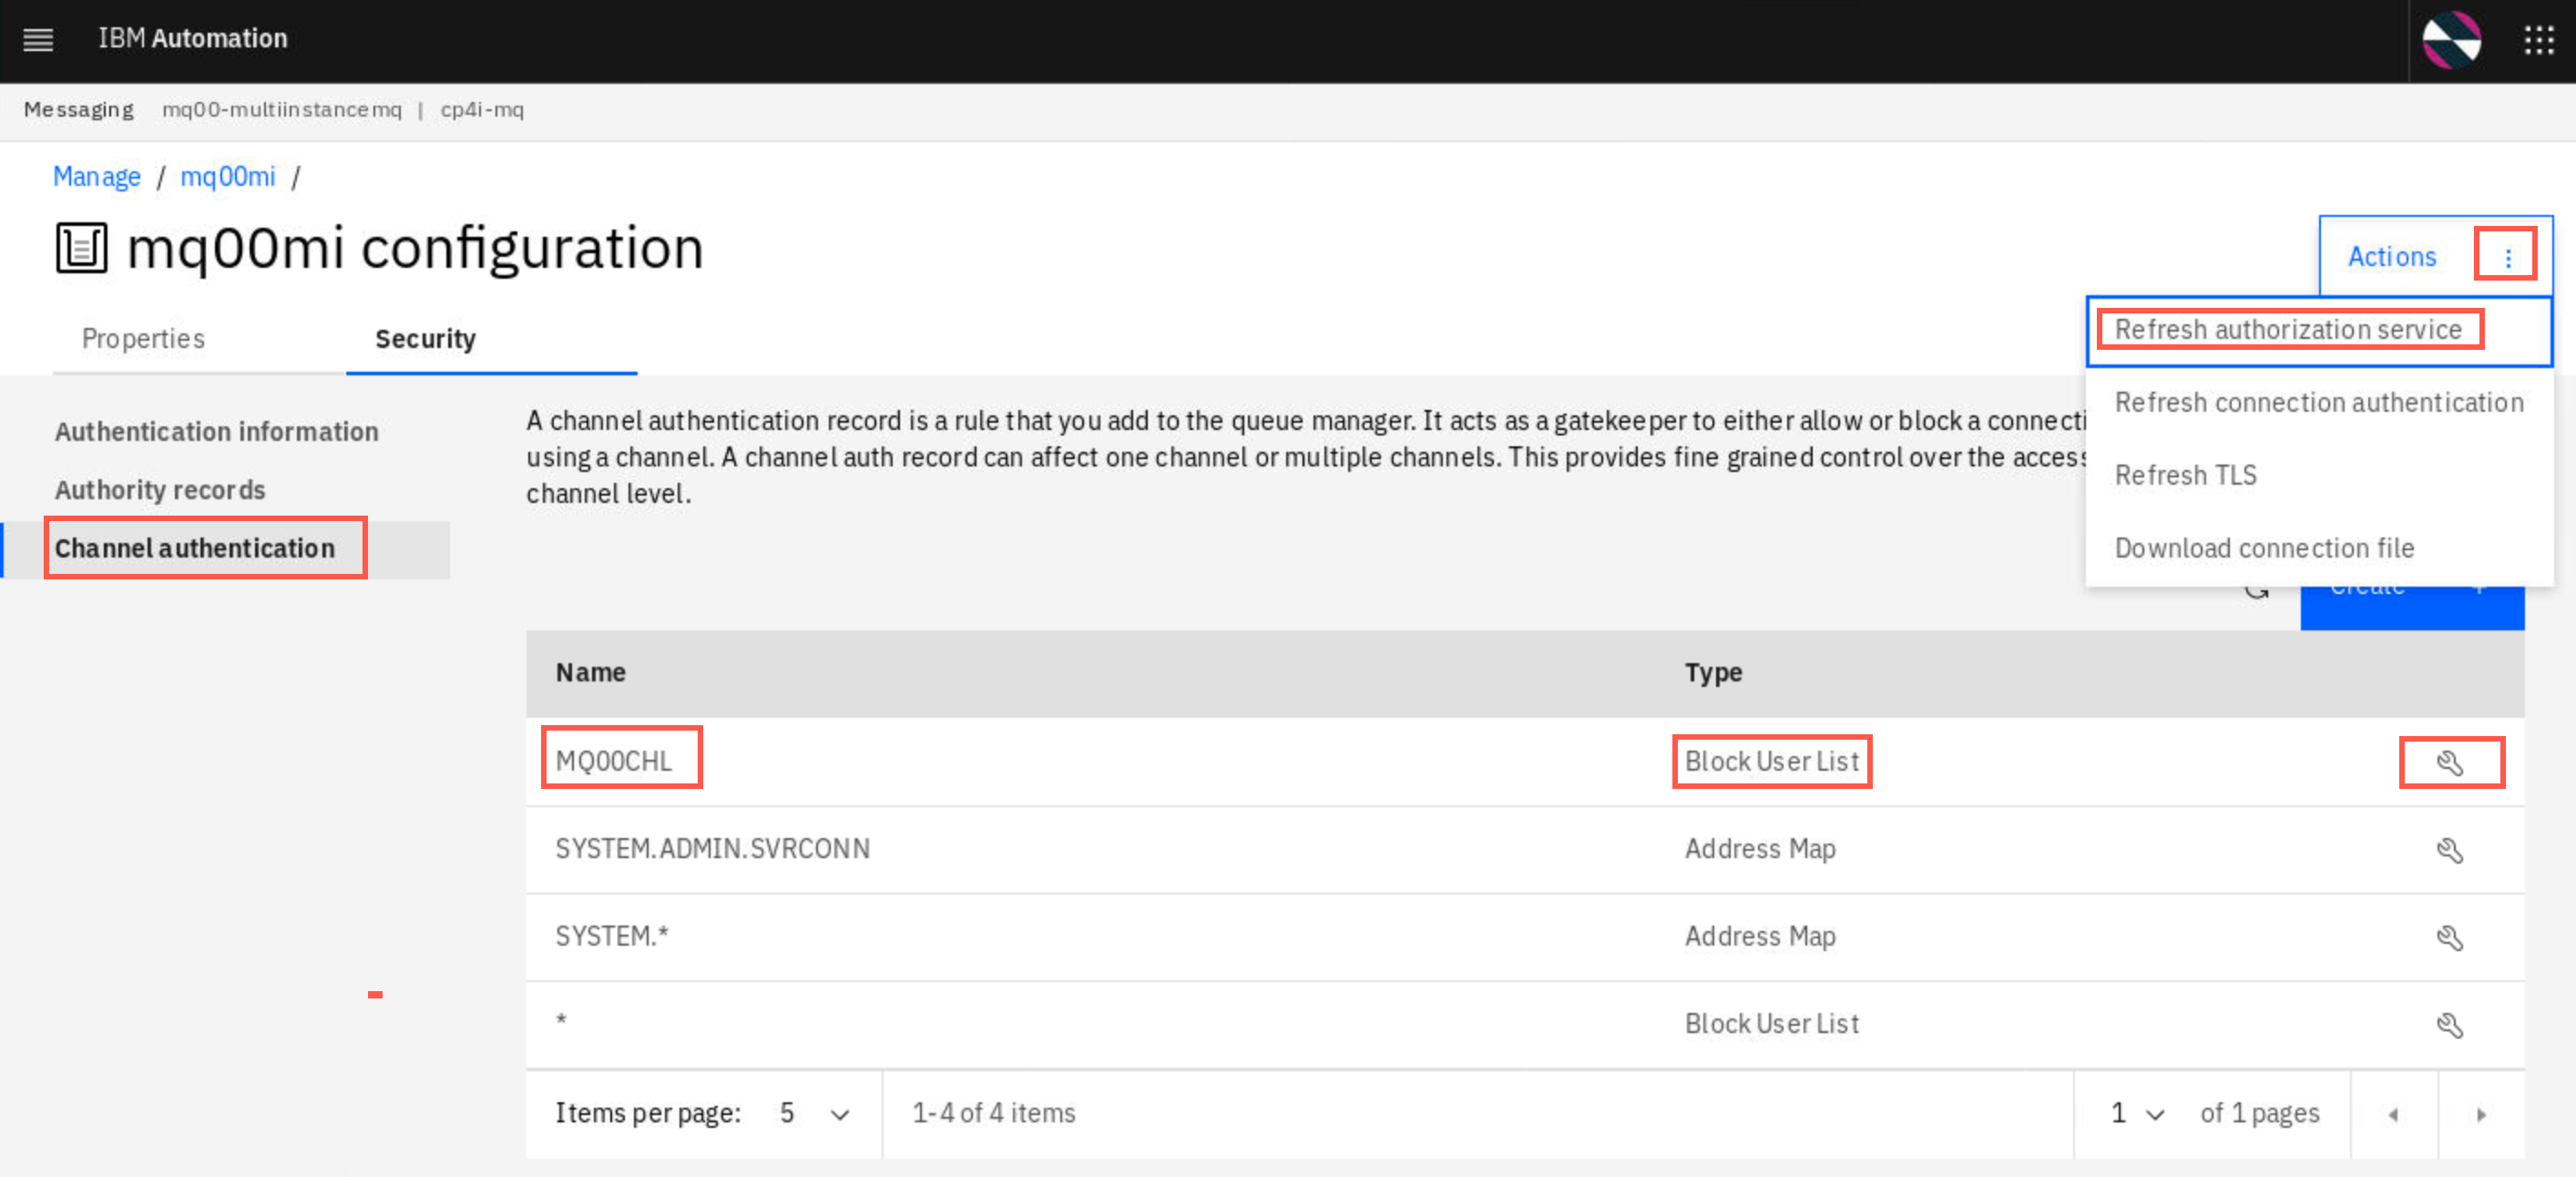 IBM Automation
Messaging mq00-multiinstancemq | cp4i-mq
Manage / mq00mi /
mq00mi configuration
Actions
Properties Security
Refresh authorization service
Refresh connection authentication
Refresh TLS
Download connection file
Authentication information
Authority records
Channel authentication
A channel authentication record is a rule that you add to the queue manager. It acts as a gatekeeper to either allow or block a connecti
using a channel. A channel auth record can affect one channel or multiple channels. This provides fine grained control over the access
channel level.
Create +
Name Type
MQ00CHL Block User List
SYSTEM.ADMIN.SVRCONN Address Map
SYSTEM.* Address Map
* Block User List
Items per page: 5 1-4 of 4 items 1 of 1 pages